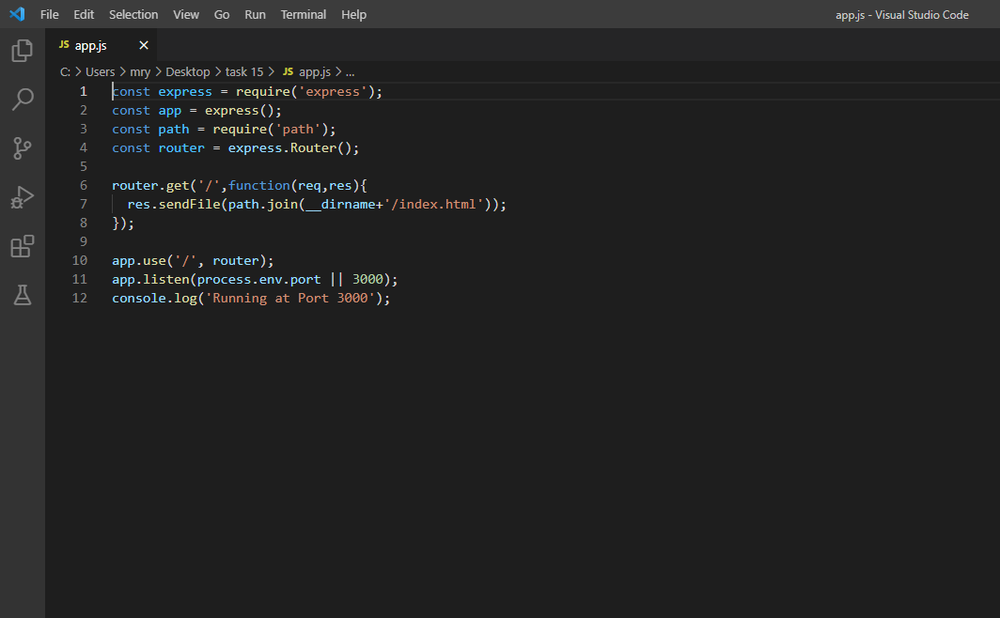 File Edit Selection View Go Run Terminal Help app.js - Visual Studio Code
JS app.js ×
C: > Users > mry > Desktop > task 15 > JS app.js > ...
1 const express = require('express');
2 const app = express();
3 const path = require('path');
4 const router = express.Router();
5
6 router.get('/',function(req,res){
7   res.sendFile(path.join(__dirname+'/index.html'));
8 });
9
10 app.use('/', router);
11 app.listen(process.env.port || 3000);
12 console.log('Running at Port 3000');